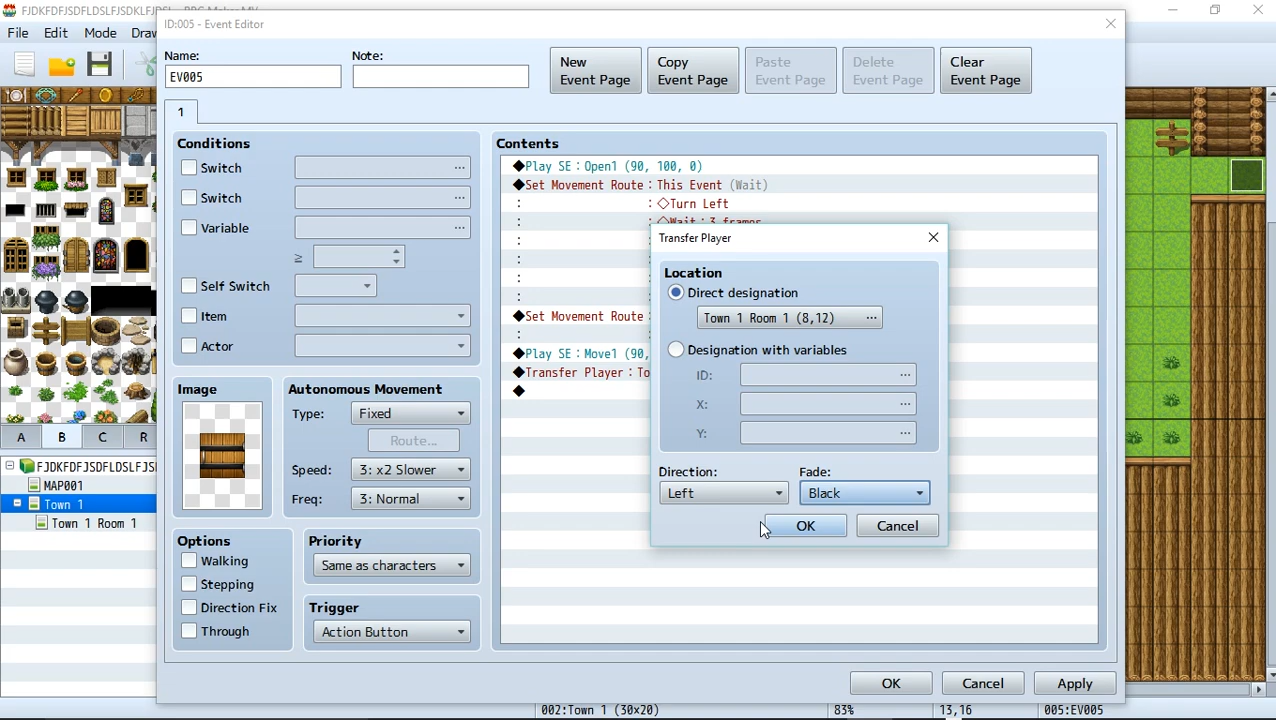 FJDKFDFJSDFLDSLFJSDKLFJ
ID:005 - Event Editor
File Edit Mode Draw
Name: Note:
EV005
New Event Page
Copy Event Page
Paste Event Page
Delete Event Page
Clear Event Page
1
Conditions
Switch ...
Switch ...
Variable ...
≥
Self Switch
Item
Actor
Image
Autonomous Movement
Type: Fixed
Route...
Speed: 3: x2 Slower
Freq: 3: Normal
Options
Walking
Stepping
Direction Fix
Through
Priority
Same as characters
Trigger
Action Button
Contents
◆Play SE : Open1 (90, 100, 0)
◆Set Movement Route : This Event (Wait)
: : ◇Turn Left
: : ◇Wait : 3 frames
:
:
:
:
◆Set Movement Route
:
◆Play SE : Move1 (90,
◆Transfer Player : To
◆
Transfer Player
Location
Direct designation
Town 1 Room 1 (8,12) ...
Designation with variables
ID: ...
X: ...
Y: ...
Direction: Fade:
Left Black
OK Cancel
OK Cancel Apply
A B C R
FJDKFDFJSDFLDSLFJSI
MAP001
Town 1
Town 1 Room 1
002:Town 1 (30x20) 83% 13,16 005:EV005